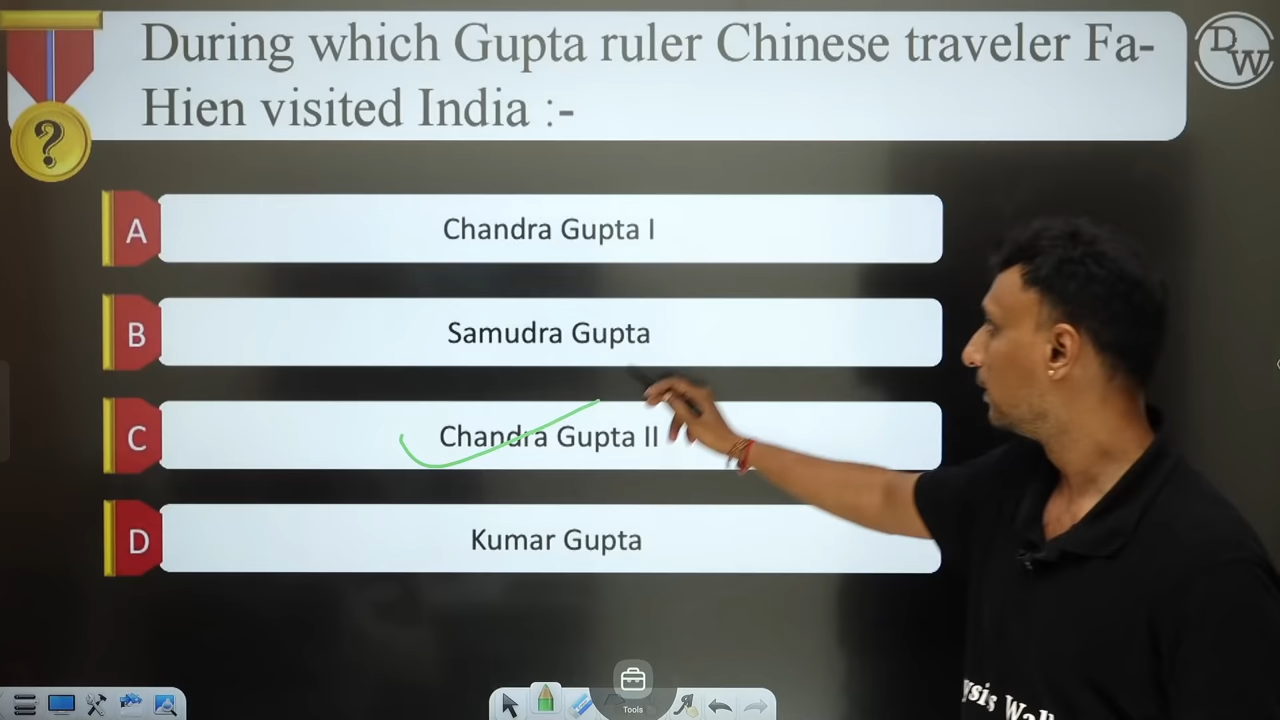 During which Gupta ruler Chinese traveler Fa-
Hien visited India :-
DW
?
A
Chandra Gupta I
B
Samudra Gupta
C
Chandra Gupta II
D
Kumar Gupta
Tools